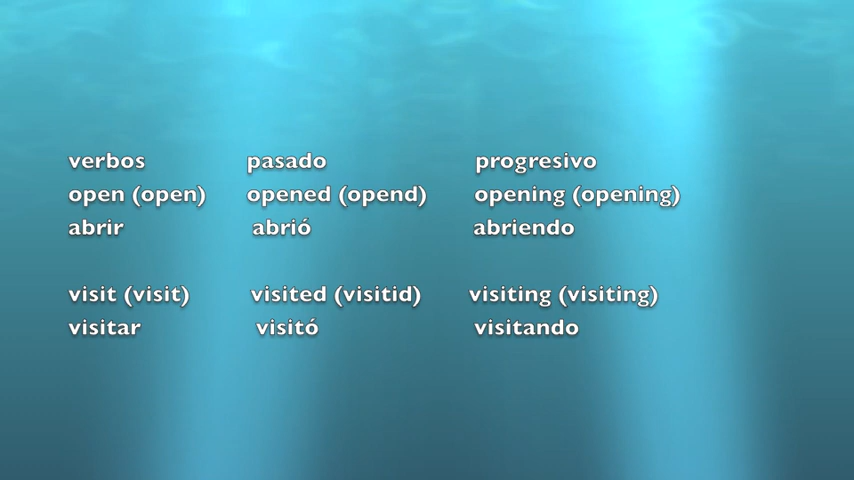 verbos pasado progresivo
open (open) opened (opend) opening (opening)
abrir abrió abriendo
visit (visit) visited (visitid) visiting (visiting)
visitar visitó visitando